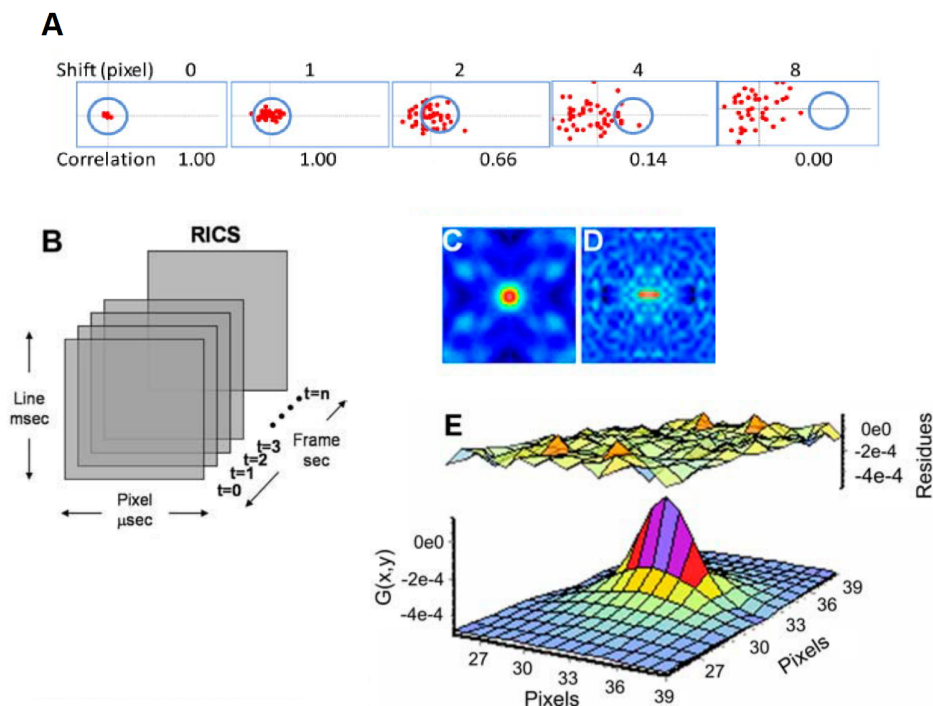 A
Shift (pixel) 0 1 2 4 8
Correlation 1.00 1.00 0.66 0.14 0.00
B
RICS
Line
msec
Pixel
μsec
t=0
t=1
t=2
t=3
t=n
Frame
sec
C
D
E
0e0
-2e-4
-4e-4
Residues
G(x,y)
0e0
-2e-4
-4e-4
27 30 33 36 39
Pixels
27 30 33 36 39
Pixels